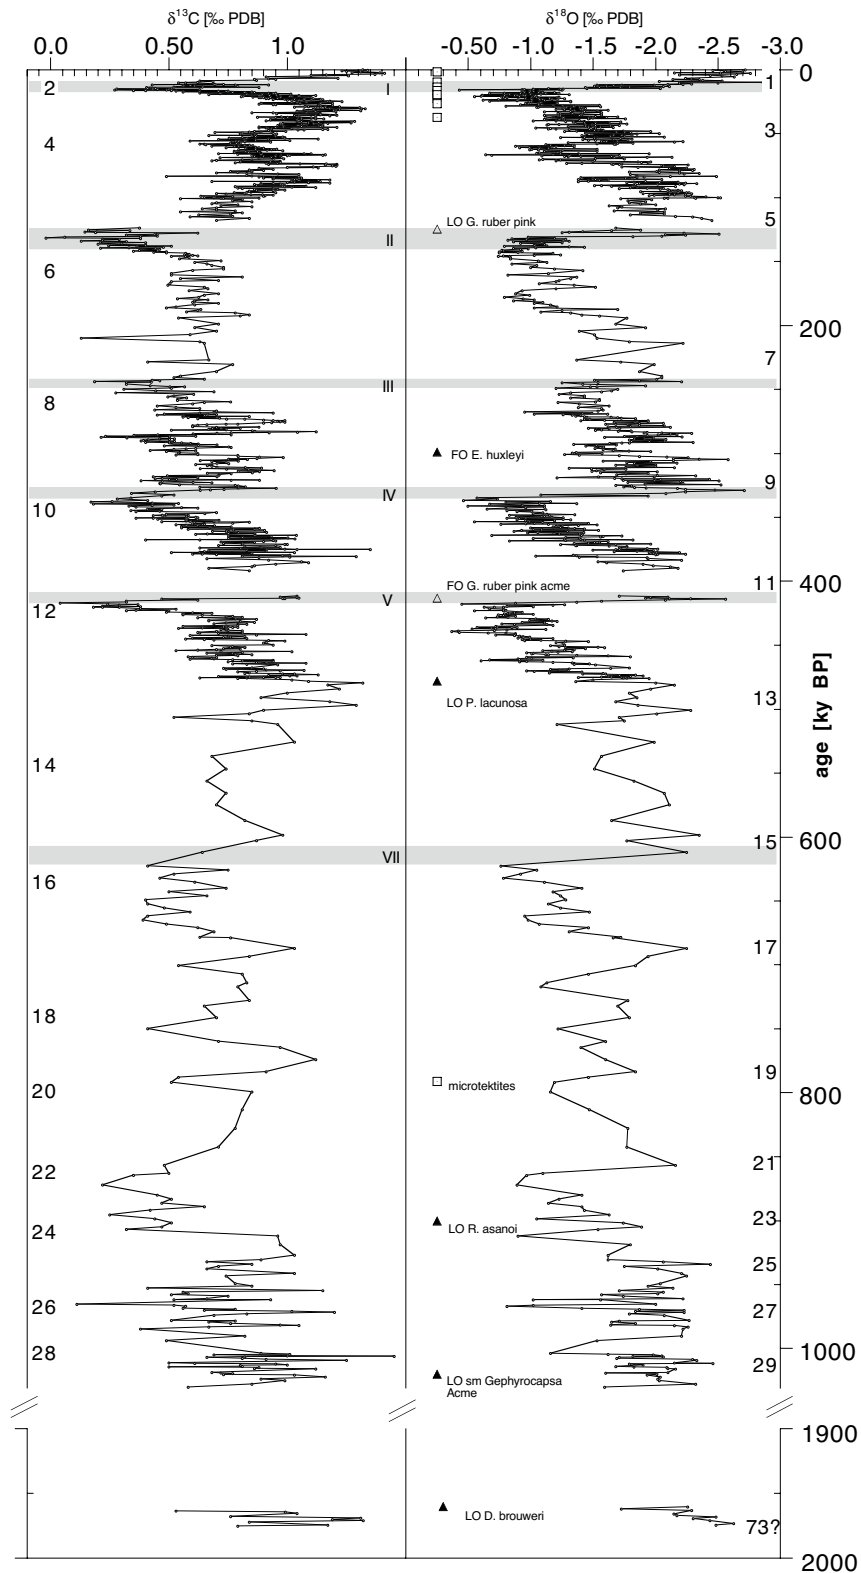 δ13C [‰ PDB] δ18O [‰ PDB]
0.0 0.50 1.0 -0.50 -1.0 -1.5 -2.0 -2.5 -3.0
0
1
2 I
3
4
5
LO G. ruber pink
II
6
200
7
III
8
FO E. huxleyi
9
IV
10
FO G. ruber pink acme
11 400
V
12
LO P. lacunosa
13
age [ky BP]
14
15 600
VII
16
17
18
19
20 microtektites
800
21
22
23
24 LO R. asanoi
25
26 27
28 29 1000
LO sm Gephyrocapsa
Acme
1900
LO D. brouweri
73?
2000